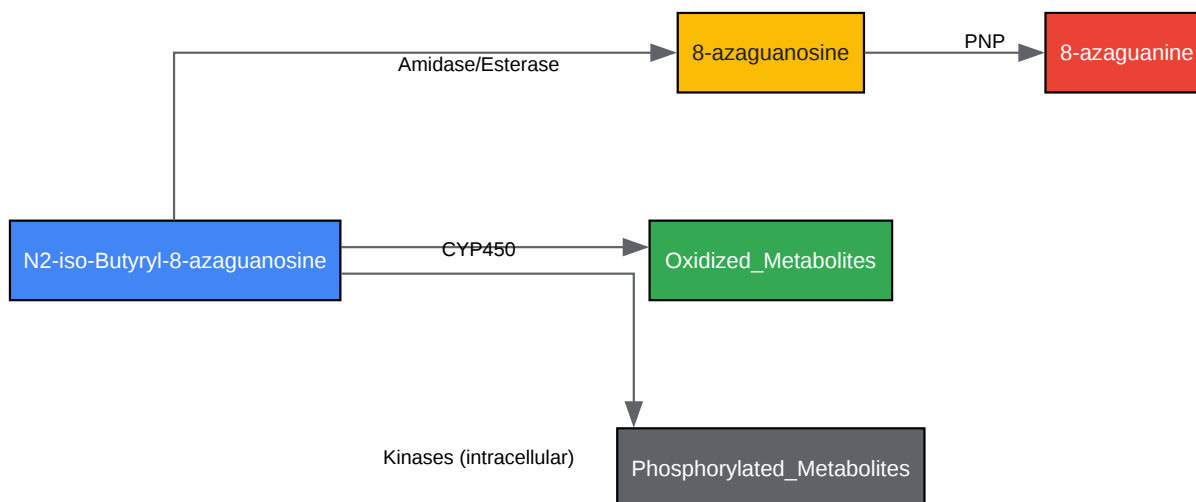 8-azaguanosine
PNP
8-azaguanine
Amidase/Esterase
N2-iso-Butyryl-8-azaguanosine
CYP450
Oxidized_Metabolites
Kinases (intracellular)
Phosphorylated_Metabolites